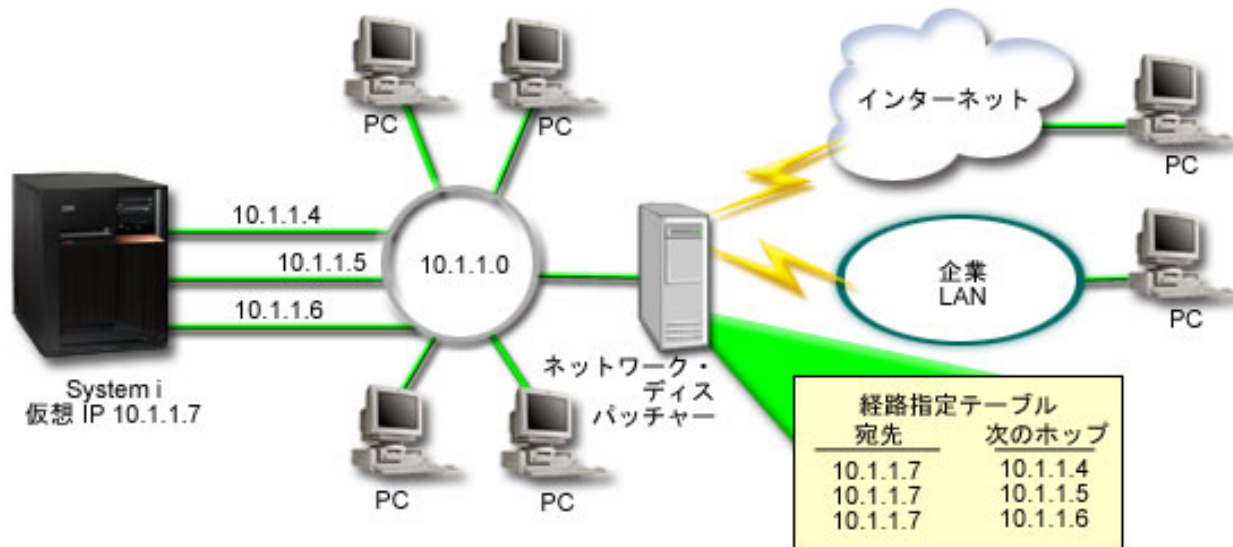 PC
PC
インターネット
PC
10.1.1.4
10.1.1.5
10.1.1.6
10.1.1.0
企業
LAN
PC
System i
仮想 IP 10.1.1.7
PC
PC
ネットワーク・
ディス
パッチャー
経路指定テーブル
宛先 次のホップ
10.1.1.7 10.1.1.4
10.1.1.7 10.1.1.5
10.1.1.7 10.1.1.6